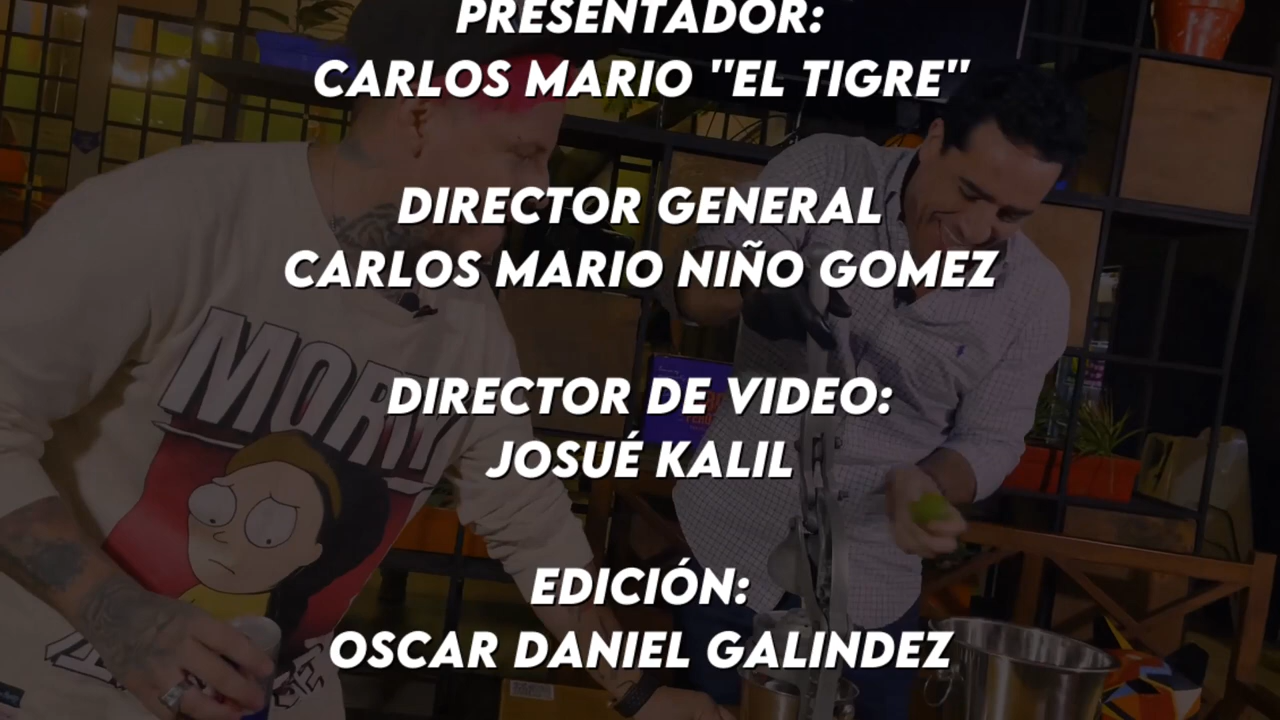 PRESENTADOR:
CARLOS MARIO "EL TIGRE"
DIRECTOR GENERAL
CARLOS MARIO NIÑO GOMEZ
DIRECTOR DE VIDEO:
JOSUÉ KALIL
EDICIÓN:
OSCAR DANIEL GALINDEZ
MORTY